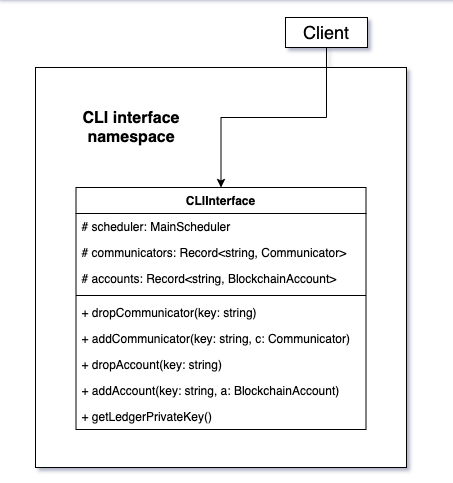 Client
CLI interface
namespace
CLIInterface
# scheduler: MainScheduler
# communicators: Record<string, Communicator>
# accounts: Record<string, BlockchainAccount>
+ dropCommunicator(key: string)
+ addCommunicator(key: string, c: Communicator)
+ dropAccount(key: string)
+ addAccount(key: string, a: BlockchainAccount)
+ getLedgerPrivateKey()